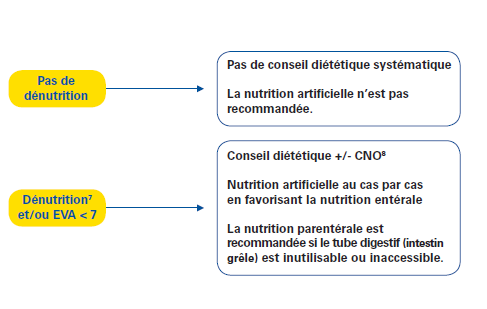 Pas de
dénutrition
Pas de conseil diététique systématique
La nutrition artificielle n'est pas
recommandée.
Dénutrition⁷
et/ou EVA < 7
Conseil diététique +/- CNO⁸
Nutrition artificielle au cas par cas
en favorisant la nutrition entérale
La nutrition parentérale est
recommandée si le tube digestif (intestin
grêle) est inutilisable ou inaccessible.